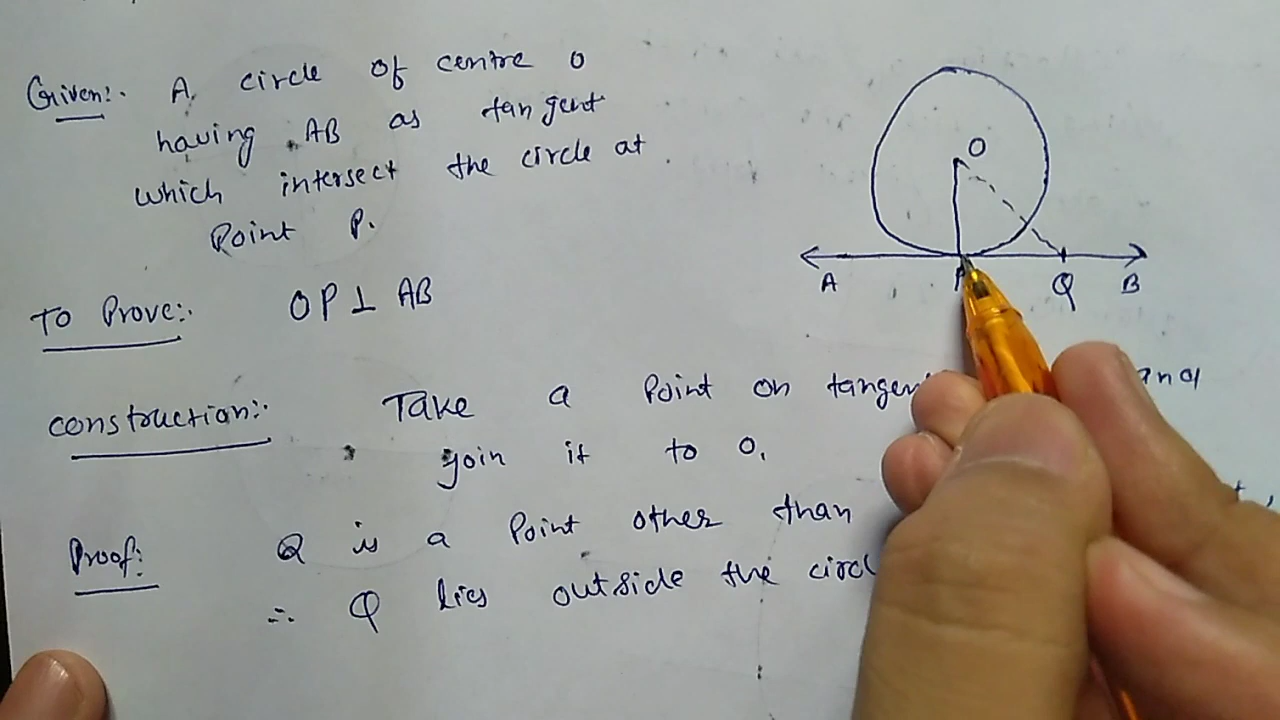 Given:- A circle of centre O
having AB as tangent
which intersect the circle at
Point P.
To Prove:- OP ⊥ AB
Construction:- Take a Point on tangent and
join it to O.
Proof: Q is a Point other than
∴ Q lies outside the
O
A P Q B